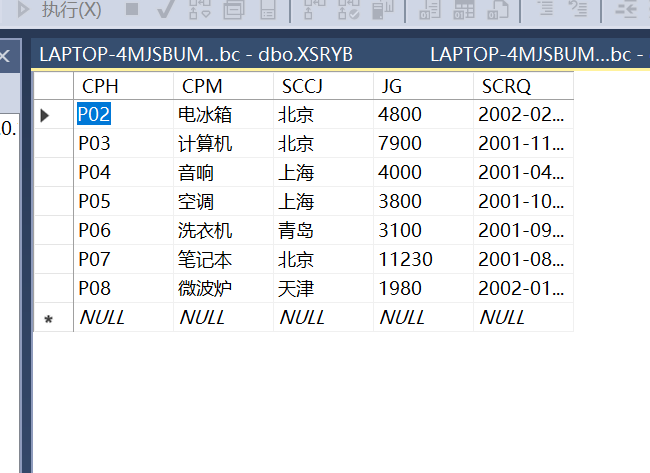 执行(X)
LAPTOP-4MJSBUM...bc - dbo.XSRYB LAPTOP-4MJSBUM...bc -
0.
CPH CPM SCCJ JG SCRQ
P02 电冰箱 北京 4800 2002-02...
P03 计算机 北京 7900 2001-11...
P04 音响 上海 4000 2001-04...
P05 空调 上海 3800 2001-10...
P06 洗衣机 青岛 3100 2001-09...
P07 笔记本 北京 11230 2001-08...
P08 微波炉 天津 1980 2002-01...
* NULL NULL NULL NULL NULL